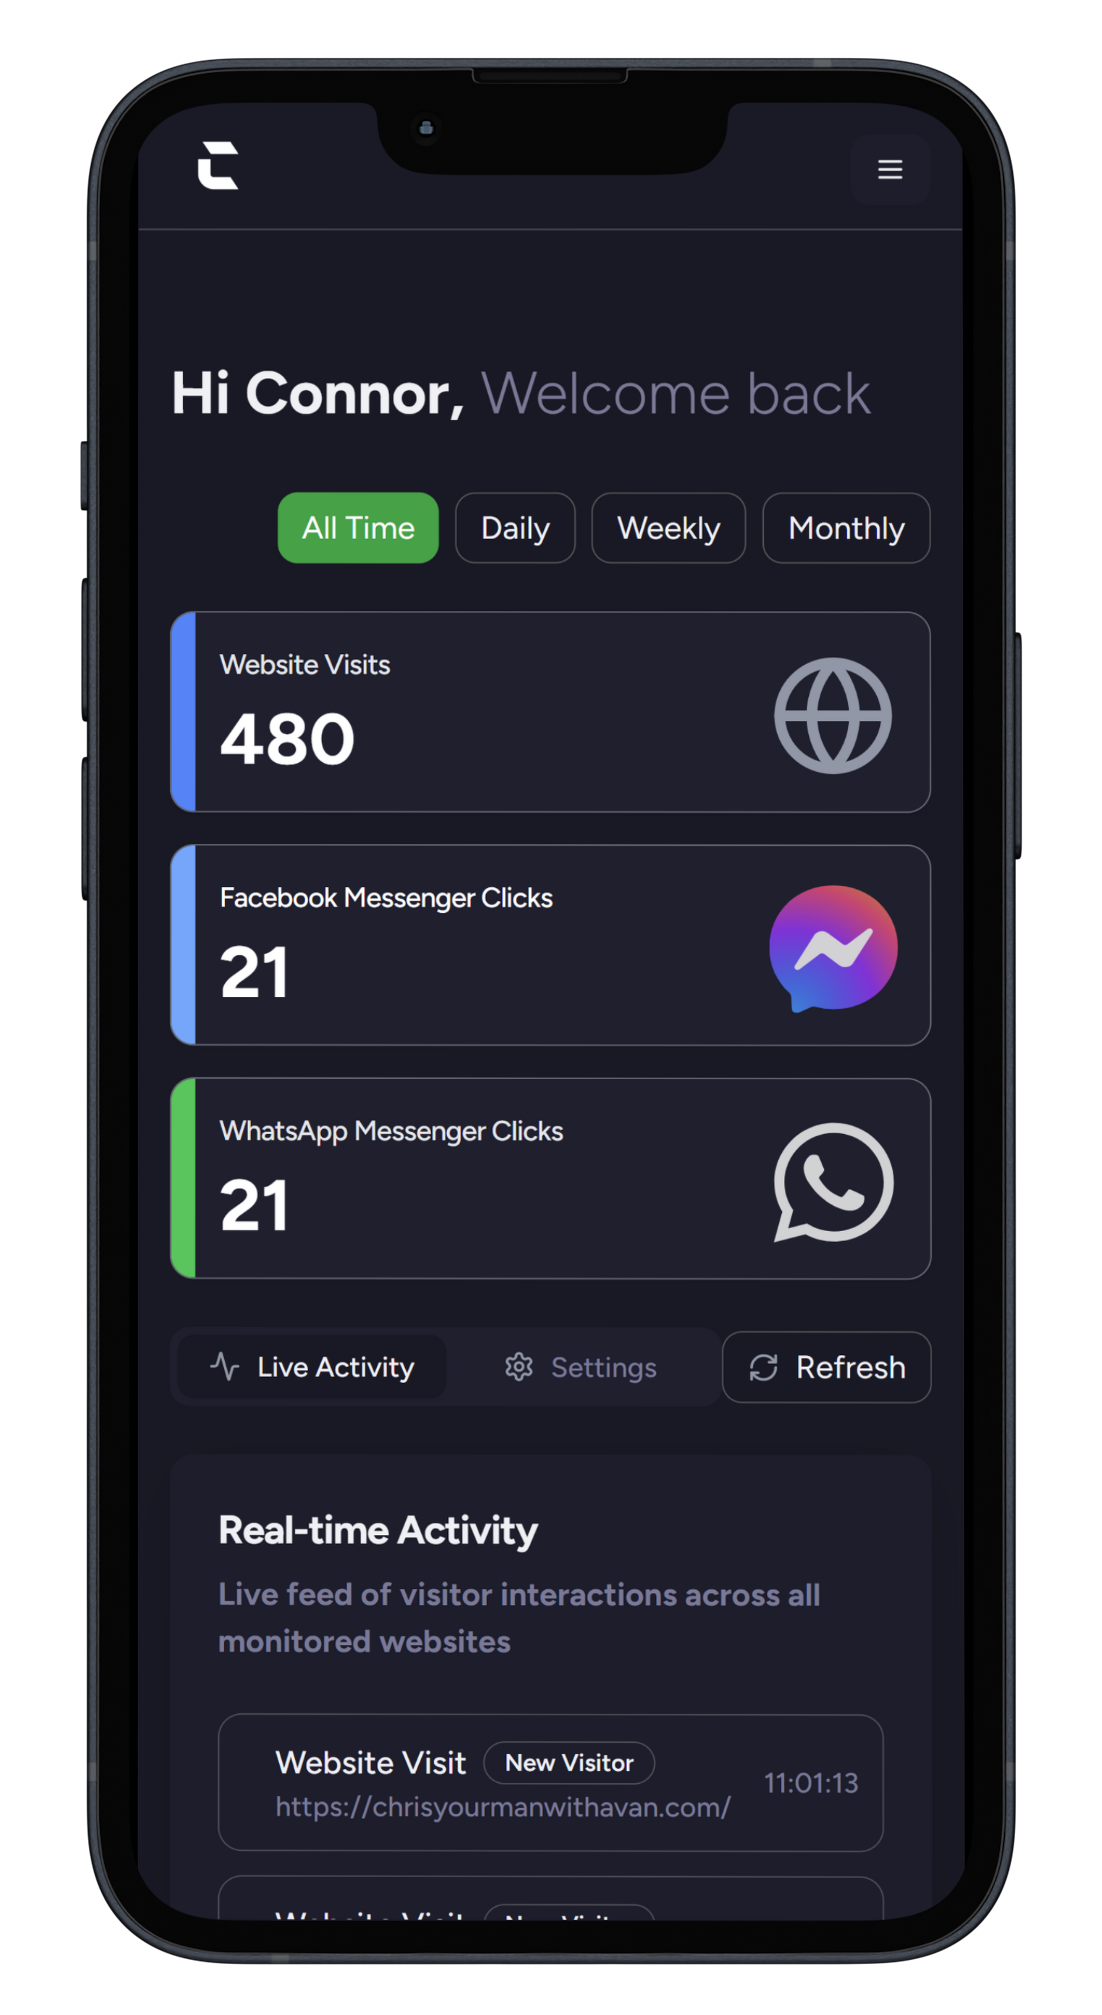 Hi Connor, Welcome back
All Time Daily Weekly Monthly
Website Visits
480
Facebook Messenger Clicks
21
WhatsApp Messenger Clicks
21
Live Activity Settings Refresh
Real-time Activity
Live feed of visitor interactions across all
monitored websites
Website Visit New Visitor
11:01:13
https://chrisyourmanwithavan.com/